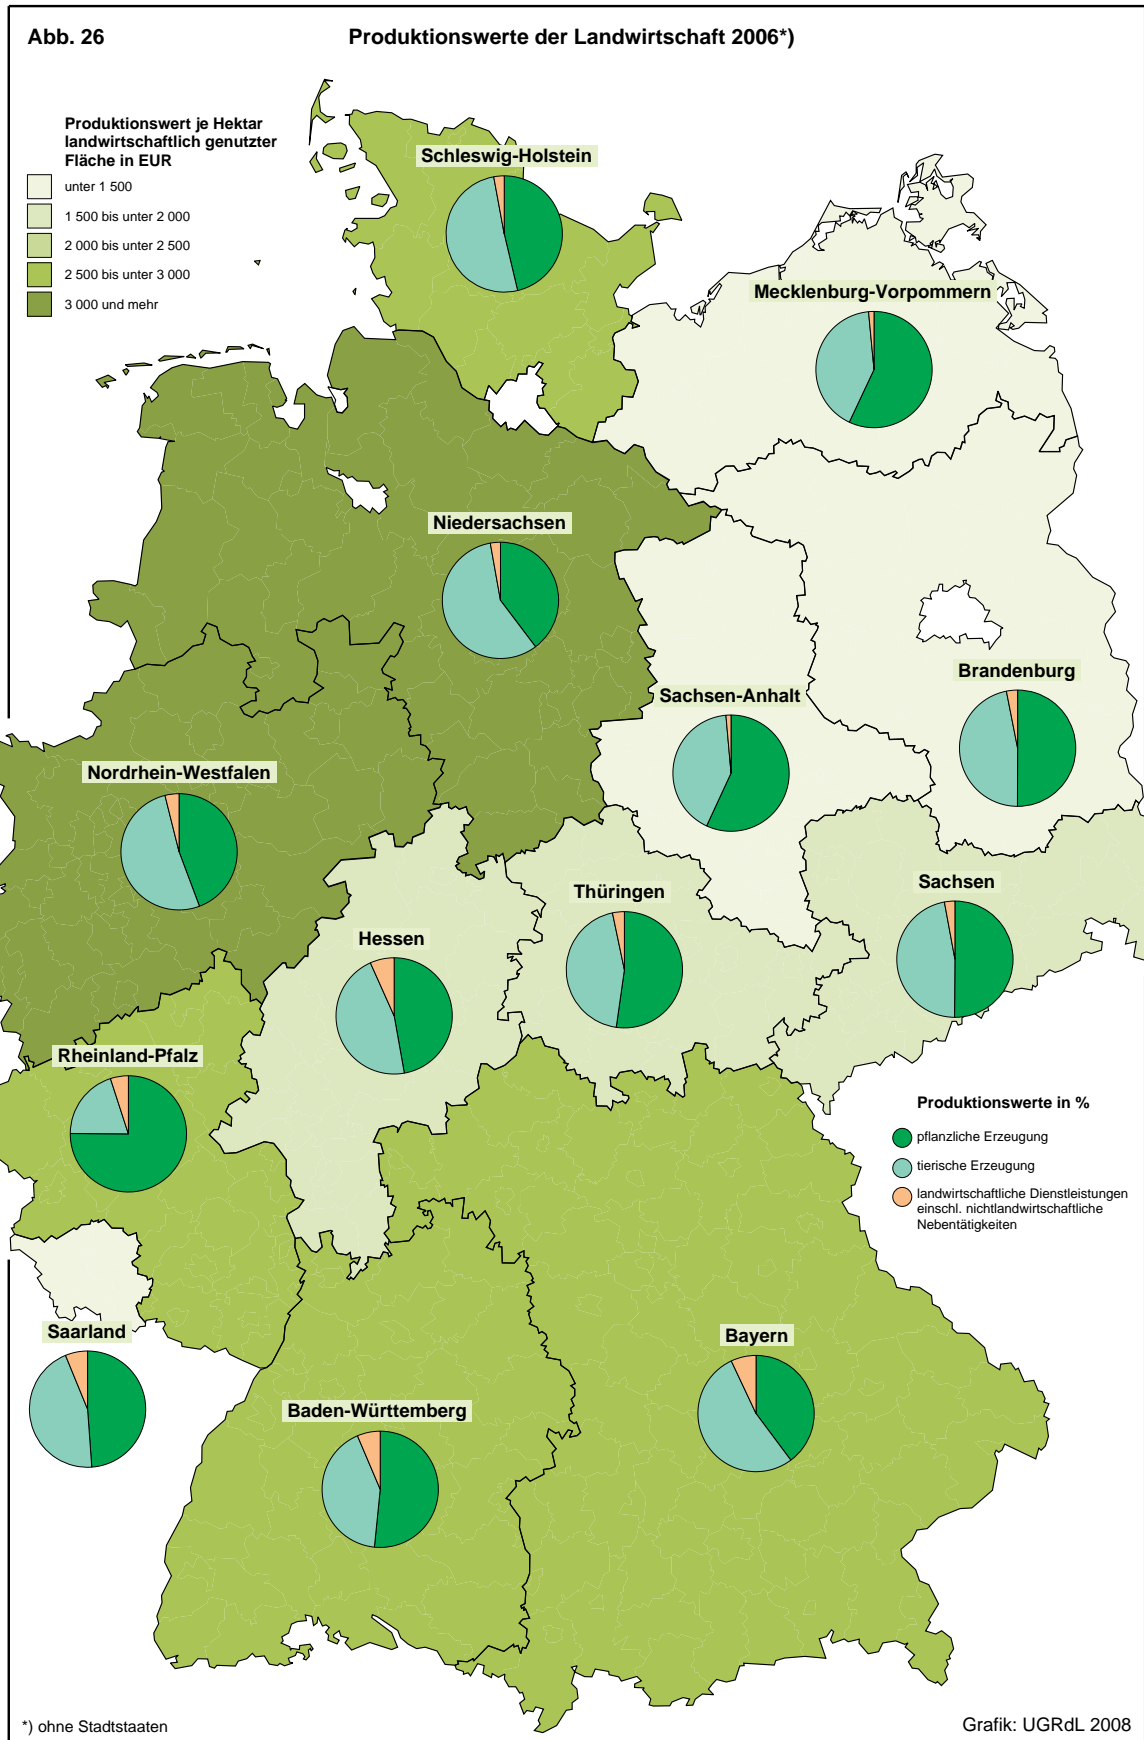 Abb. 26
Produktionswerte der Landwirtschaft 2006*)
Produktionswert je Hektar
landwirtschaftlich genutzter
Fläche in EUR
unter 1 500
1 500 bis unter 2 000
2 000 bis unter 2 500
2 500 bis unter 3 000
3 000 und mehr
Schleswig-Holstein
Mecklenburg-Vorpommern
Niedersachsen
Brandenburg
Sachsen-Anhalt
Nordrhein-Westfalen
Sachsen
Thüringen
Hessen
Rheinland-Pfalz
Produktionswerte in %
pflanzliche Erzeugung
tierische Erzeugung
landwirtschaftliche Dienstleistungen
einschl. nichtlandwirtschaftliche
Nebentätigkeiten
Saarland
Bayern
Baden-Württemberg
*) ohne Stadtstaaten
Grafik: UGRdL 2008